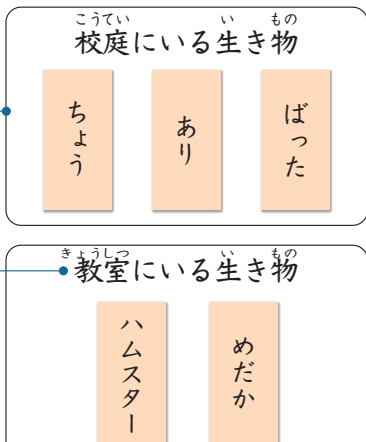 校庭にいる生き物
こうてい
い
もの
ばった
あり
ちょう
教室にいる生き物
きょうしつ
い
もの
めだか
ハムスター